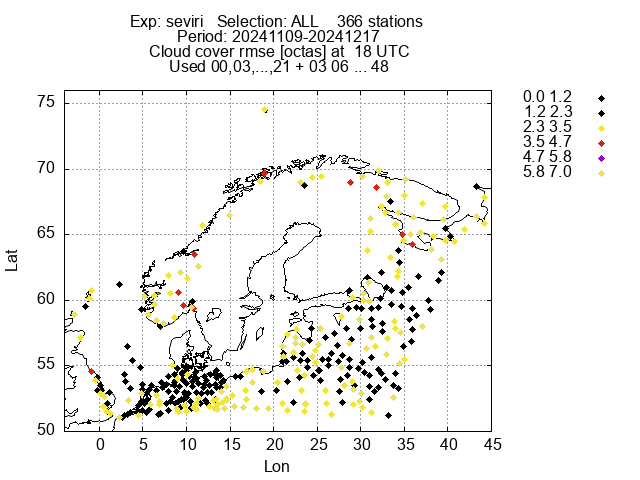 Exp: seviri   Selection: ALL    366 stations
Period: 20241109-20241217
Cloud cover rmse [octas] at  18 UTC
Used 00,03,...,21 + 03 06 ... 48
0.0 1.2
1.2 2.3
2.3 3.5
3.5 4.7
4.7 5.8
5.8 7.0
75
70
65
60
55
50
Lat
0 5 10 15 20 25 30 35 40 45
Lon